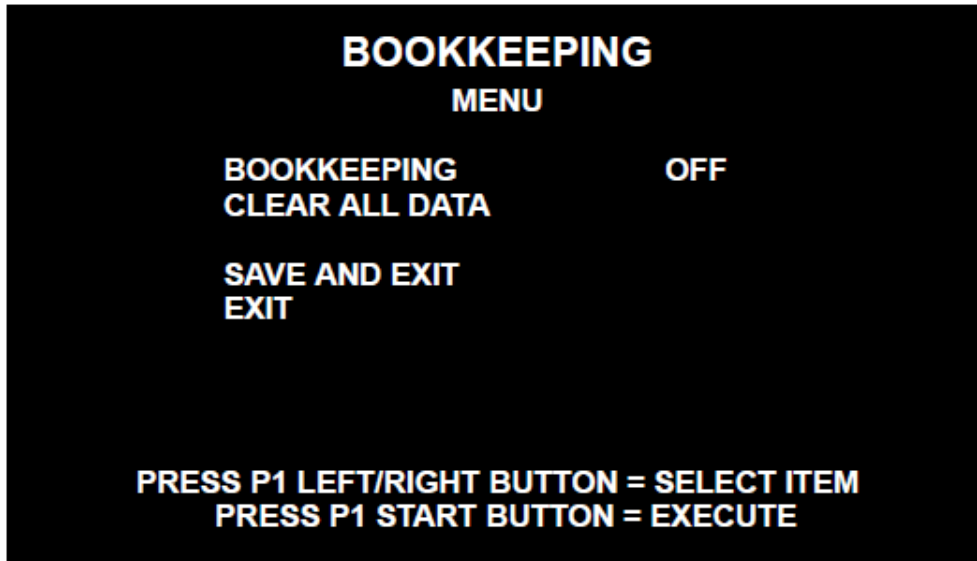 BOOKKEEPING
MENU
BOOKKEEPING OFF
CLEAR ALL DATA
SAVE AND EXIT
EXIT
PRESS P1 LEFT/RIGHT BUTTON = SELECT ITEM
PRESS P1 START BUTTON = EXECUTE